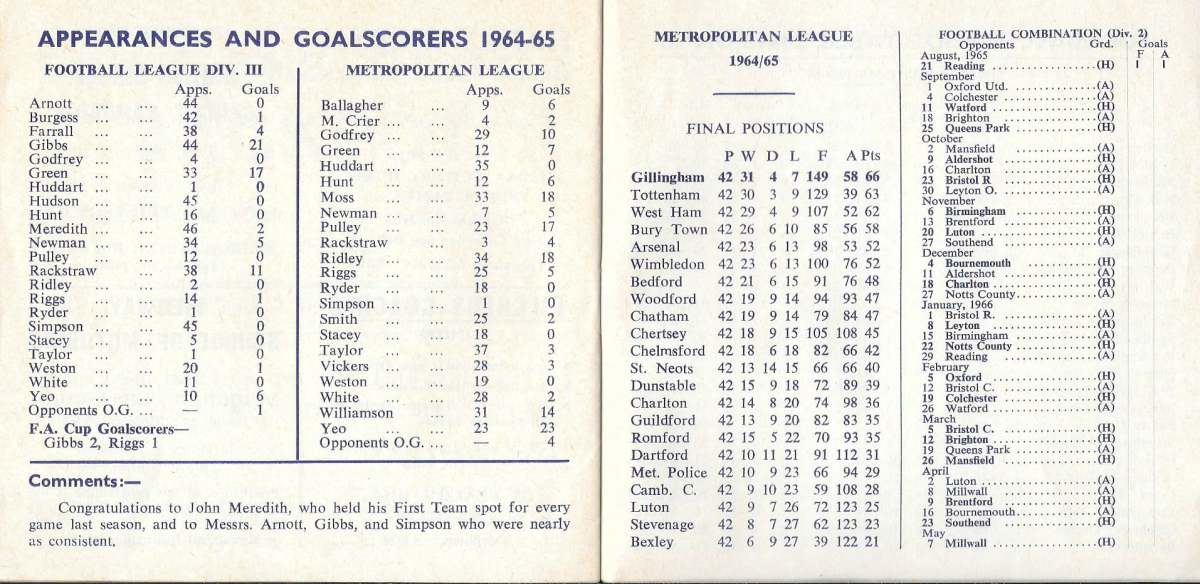 APPEARANCES AND GOALSCORERS 1964-65
FOOTBALL LEAGUE DIV. III
Apps. Goals
Arnott ... ... 44 0
Burgess ... ... 42 1
Farrall ... ... 38 4
Gibbs ... ... 44 21
Godfrey ... ... 4 0
Green ... ... 33 17
Huddart ... ... 1 0
Hudson ... ... 45 0
Hunt ... ... 16 0
Meredith ... ... 46 2
Newman ... ... 34 5
Pulley ... ... 12 0
Rackstraw ... 38 11
Ridley ... ... 2 0
Riggs ... ... 14 1
Ryder ... ... 1 0
Simpson ... ... 45 0
Stacey ... ... 5 0
Taylor ... ... 1 0
Weston ... ... 20 1
White ... ... 11 0
Yeo ... ... 10 6
Opponents O.G. ... — 1
F.A. Cup Goalscorers—
Gibbs 2, Riggs 1
METROPOLITAN LEAGUE
Apps. Goals
Ballagher ... 9 6
M. Crier ... ... 4 2
Godfrey ... ... 29 10
Green ... ... 12 7
Huddart ... 35 0
Hunt ... ... 12 6
Moss ... ... 33 18
Newman ... ... 7 5
Pulley ... ... 23 17
Rackstraw ... 3 4
Ridley ... ... 34 18
Riggs ... ... 25 5
Ryder ... ... 18 0
Simpson ... ... 1 0
Smith ... ... 25 2
Stacey ... ... 18 0
Taylor ... ... 37 3
Vickers ... ... 28 3
Weston ... ... 19 0
White ... ... 28 2
Williamson ... 31 14
Yeo ... ... 23 23
Opponents O.G. ... — 4
Comments:—
Congratulations to John Meredith, who held his First Team spot for every
game last season, and to Messrs. Arnott, Gibbs, and Simpson who were nearly
as consistent.
METROPOLITAN LEAGUE
1964/65
FINAL POSITIONS
P W D L F A Pts
Gillingham 42 31 4 7 149 58 66
Tottenham 42 30 3 9 129 39 63
West Ham 42 29 4 9 107 52 62
Bury Town 42 26 6 10 85 56 58
Arsenal 42 23 6 13 98 53 52
Wimbledon 42 23 6 13 100 76 52
Bedford 42 21 6 15 91 76 48
Woodford 42 19 9 14 94 93 47
Chatham 42 19 9 14 79 84 47
Chertsey 42 18 9 15 105 108 45
Chelmsford 42 18 6 18 82 66 42
St. Neots 42 13 14 15 66 66 40
Dunstable 42 15 9 18 72 89 39
Charlton 42 14 8 20 74 98 36
Guildford 42 13 9 20 82 83 35
Romford 42 15 5 22 70 93 35
Dartford 42 10 11 21 91 112 31
Met. Police 42 10 9 23 66 94 29
Camb. C. 42 9 10 23 59 108 28
Luton 42 9 7 26 72 123 25
Stevenage 42 8 7 27 62 123 23
Bexley 42 6 9 27 39 122 21
FOOTBALL COMBINATION (Div. 2)
Opponents Grd. Goals
August, 1965 F A
21 Reading (H) 1 1
September
1 Oxford Utd. (A)
4 Colchester (A)
11 Watford (H)
18 Brighton (A)
25 Queens Park (H)
October
2 Mansfield (A)
9 Aldershot (H)
16 Charlton (A)
23 Bristol R (H)
30 Leyton O. (A)
November
6 Birmingham (H)
13 Brentford (A)
20 Luton (H)
27 Southend (A)
December
4 Bournemouth (H)
11 Aldershot (A)
18 Charlton (H)
27 Notts County (A)
January, 1966
1 Bristol R. (A)
8 Leyton (H)
15 Birmingham (A)
22 Notts County (H)
29 Reading (A)
February
5 Oxford (H)
12 Bristol C. (A)
19 Colchester (H)
26 Watford (A)
March
5 Bristol C. (H)
12 Brighton (H)
19 Queens Park (A)
26 Mansfield (H)
April
2 Luton (A)
8 Millwall (A)
9 Brentford (H)
16 Bournemouth (A)
23 Southend (H)
May
7 Millwall (H)